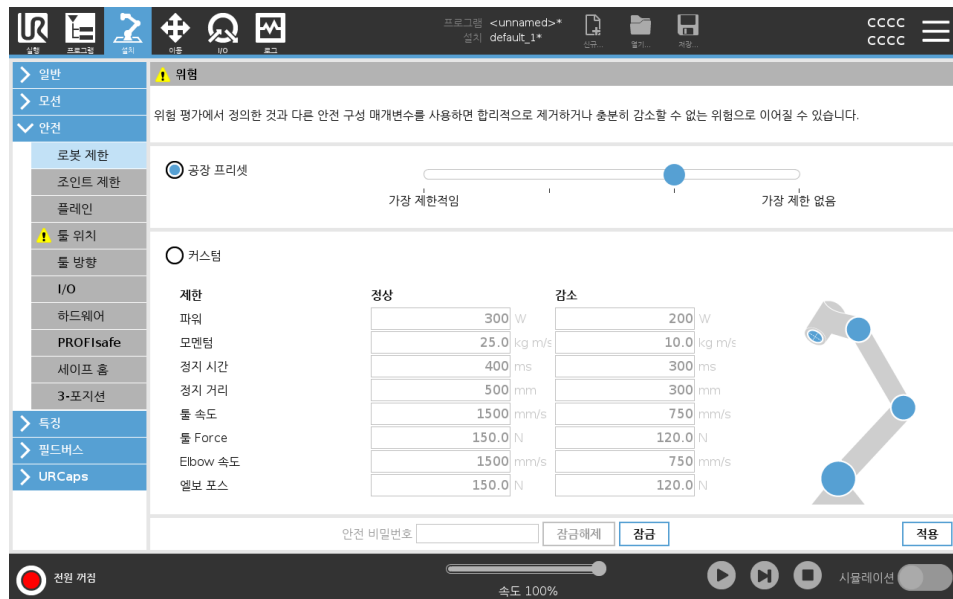 프로그램 <unnamed>*
설치 default_1*
실행 프로그램 설치 이동 I/O 로그
신규... 열기... 저장...
CCCC
CCCC
일반
모션
안전
로봇 제한
조인트 제한
플레인
툴 위치
툴 방향
I/O
하드웨어
PROFIsafe
세이프 홈
3-포지션
특징
필드버스
URCaps
위험
위험 평가에서 정의한 것과 다른 안전 구성 매개변수를 사용하면 합리적으로 제거하거나 충분히 감소할 수 없는 위험으로 이어질 수 있습니다.
공장 프리셋
가장 제한적임 가장 제한 없음
커스텀
제한 정상 감소
파워 300 W 200 W
모멘텀 25.0 kg m/s 10.0 kg m/s
정지 시간 400 ms 300 ms
정지 거리 500 mm 300 mm
툴 속도 1500 mm/s 750 mm/s
툴 Force 150.0 N 120.0 N
Elbow 속도 1500 mm/s 750 mm/s
엘보 포스 150.0 N 120.0 N
안전 비밀번호 잠금해제 잠금 적용
전원 꺼짐
속도 100%
시뮬레이션